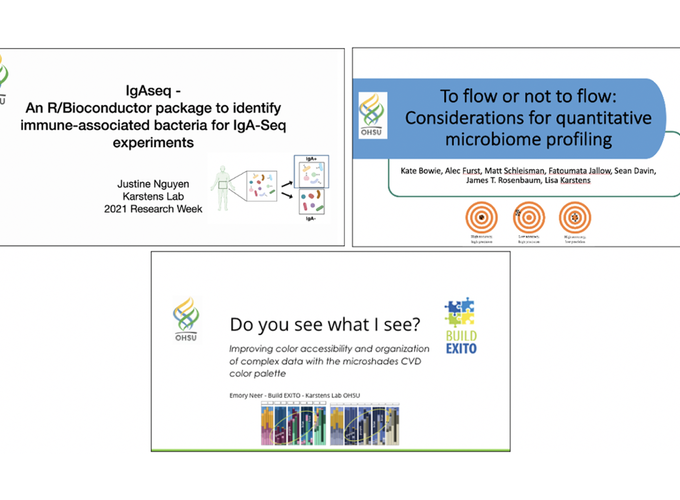 IgAseq -
An R/Bioconductor package to identify
immune-associated bacteria for IgA-Seq
experiments
Justine Nguyen
Karstens Lab
2021 Research Week
IgA+
IgA-
To flow or not to flow:
Considerations for quantitative
microbiome profiling
OHSU
Kate Bowie, Alec Furst, Matt Schleisman, Fatoumata Jallow, Sean Davin,
James T. Rosenbaum, Lisa Karstens
OHSU
Do you see what I see?
BUILD
EXITO
Improving color accessibility and organization
of complex data with the microshades CVD
color palette
Emory Neer - Build EXITO - Karstens Lab OHSU